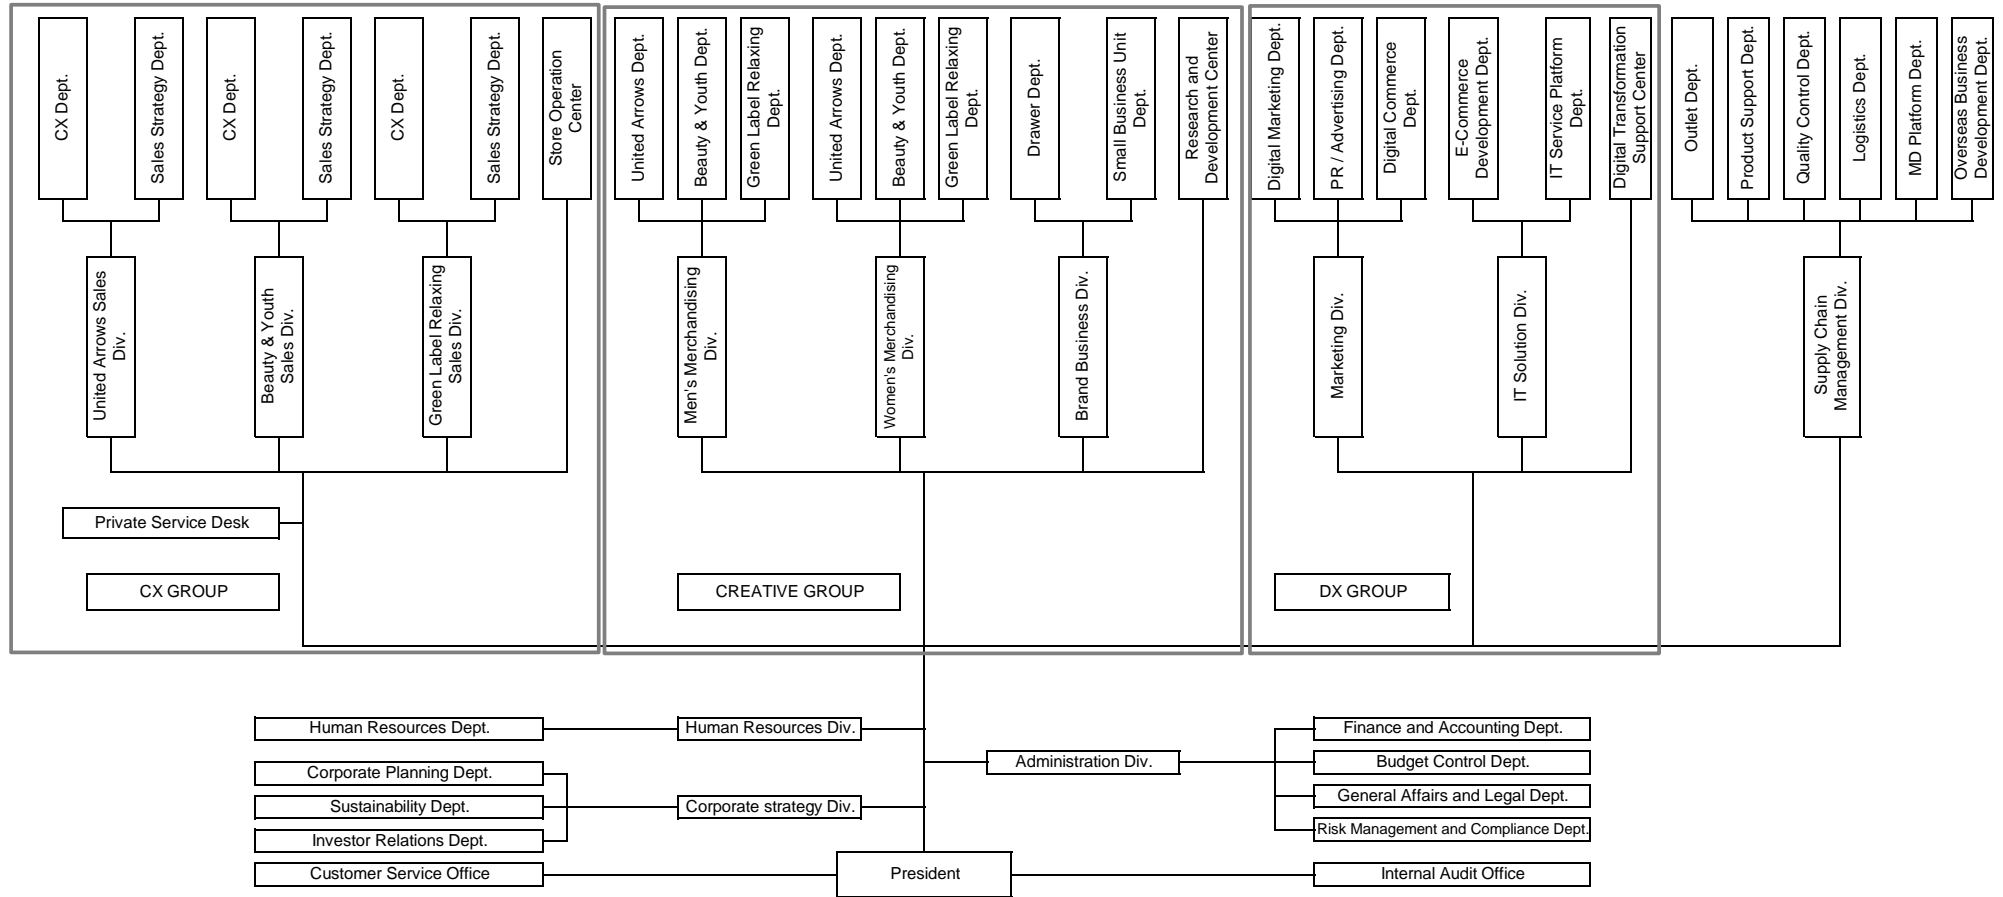 CX Dept.
Sales Strategy Dept.
CX Dept.
Sales Strategy Dept.
CX Dept.
Sales Strategy Dept.
Store Operation
Center
United Arrows Dept.
Beauty & Youth Dept.
Green Label Relaxing
Dept.
United Arrows Dept.
Beauty & Youth Dept.
Green Label Relaxing
Dept.
Drawer Dept.
Small Business Unit
Dept.
Research and
Development Center
Digital Marketing Dept.
PR / Advertising Dept.
Digital Commerce
Dept.
E-Commerce
Development Dept.
IT Service Platform
Dept.
Digital Transformation
Support Center
Outlet Dept.
Product Support Dept.
Quality Control Dept.
Logistics Dept.
MD Platform Dept.
Overseas Business
Development Dept.
United Arrows Sales
Div.
Beauty & Youth
Sales Div.
Green Label Relaxing
Sales Div.
Men's Merchandising
Div.
Women's Merchandising
Div.
Brand Business Div.
Marketing Div.
IT Solution Div.
Supply Chain
Management Div.
Private Service Desk
CX GROUP
CREATIVE GROUP
DX GROUP
Human Resources Dept.
Human Resources Div.
Finance and Accounting Dept.
Administration Div.
Budget Control Dept.
Corporate Planning Dept.
General Affairs and Legal Dept.
Sustainability Dept.
Corporate strategy Div.
Risk Management and Compliance Dept.
Investor Relations Dept.
Customer Service Office
President
Internal Audit Office